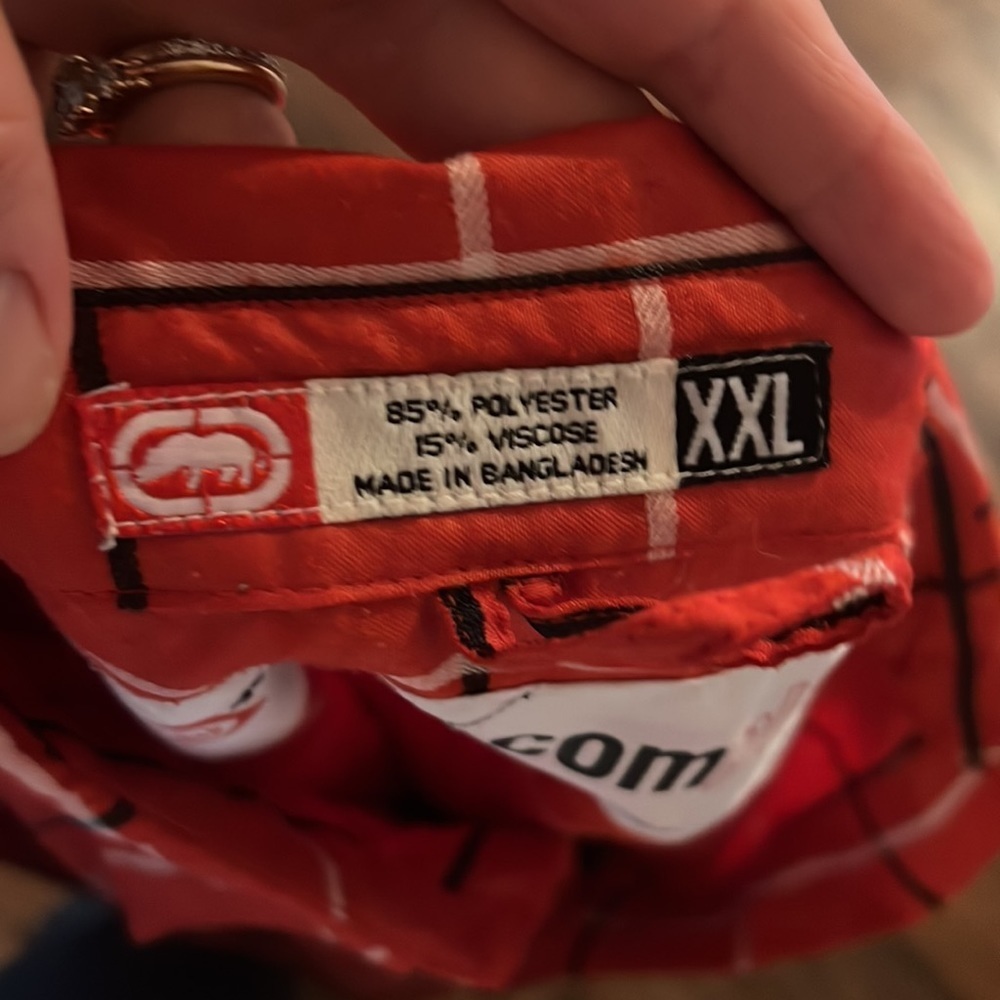 85% POLYESTER
15% VISCOSE
MADE IN BANGLADESH
XXL
.com